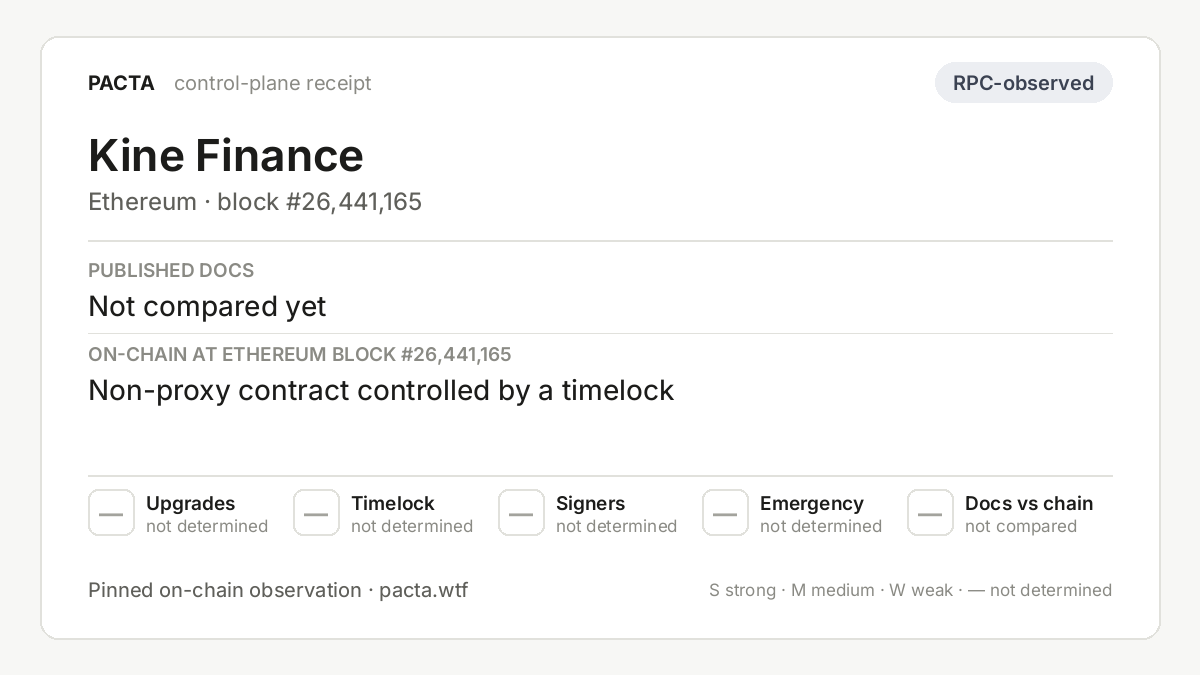 PACTA control-plane receipt
RPC-observed
Kine Finance
Ethereum · block #26,441,165
PUBLISHED DOCS
Not compared yet
ON-CHAIN AT ETHEREUM BLOCK #26,441,165
Non-proxy contract controlled by a timelock
— Upgrades
not determined
— Timelock
not determined
— Signers
not determined
— Emergency
not determined
— Docs vs chain
not compared
Pinned on-chain observation · pacta.wtf
S strong · M medium · W weak · — not determined